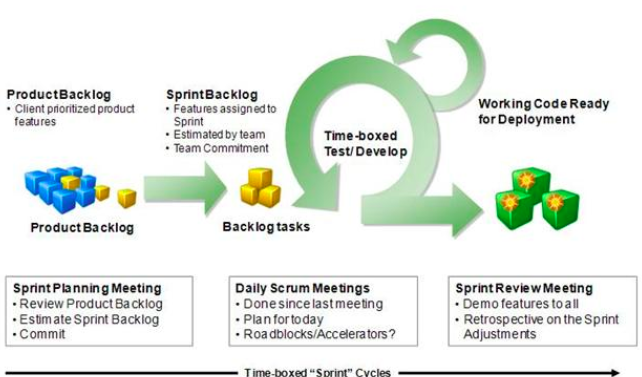 Product Backlog
• Client prioritized product
features
Sprint Backlog
• Features assigned to
Sprint
• Estimated by team
• Team Commitment
Time-boxed
Test/ Develop
Working Code Ready
for Deployment
Product Backlog
Backlog tasks
Sprint Planning Meeting
• Review Product Backlog
• Estimate Sprint Backlog
• Commit
Daily Scrum Meetings
• Done since last meeting
• Plan for today
• Roadblocks/Accelerators?
Sprint Review Meeting
• Demo features to all
• Retrospective on the Sprint
Adjustments
Time-boxed “Sprint” Cycles